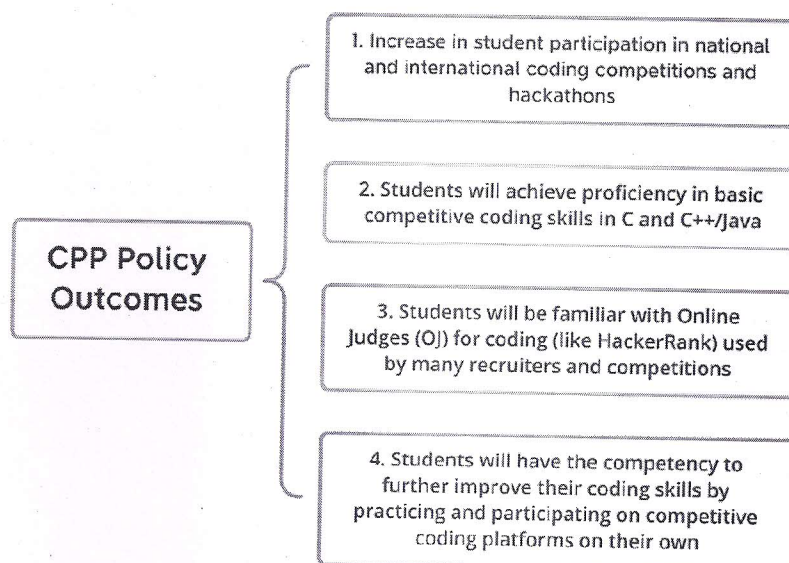 CPP Policy
Outcomes
1. Increase in student participation in national
and international coding competitions and
hackathons
2. Students will achieve proficiency in basic
competitive coding skills in C and C++/Java
3. Students will be familiar with Online
Judges (OJ) for coding (like HackerRank) used
by many recruiters and competitions
4. Students will have the competency to
further improve their coding skills by
practicing and participating on competitive
coding platforms on their own